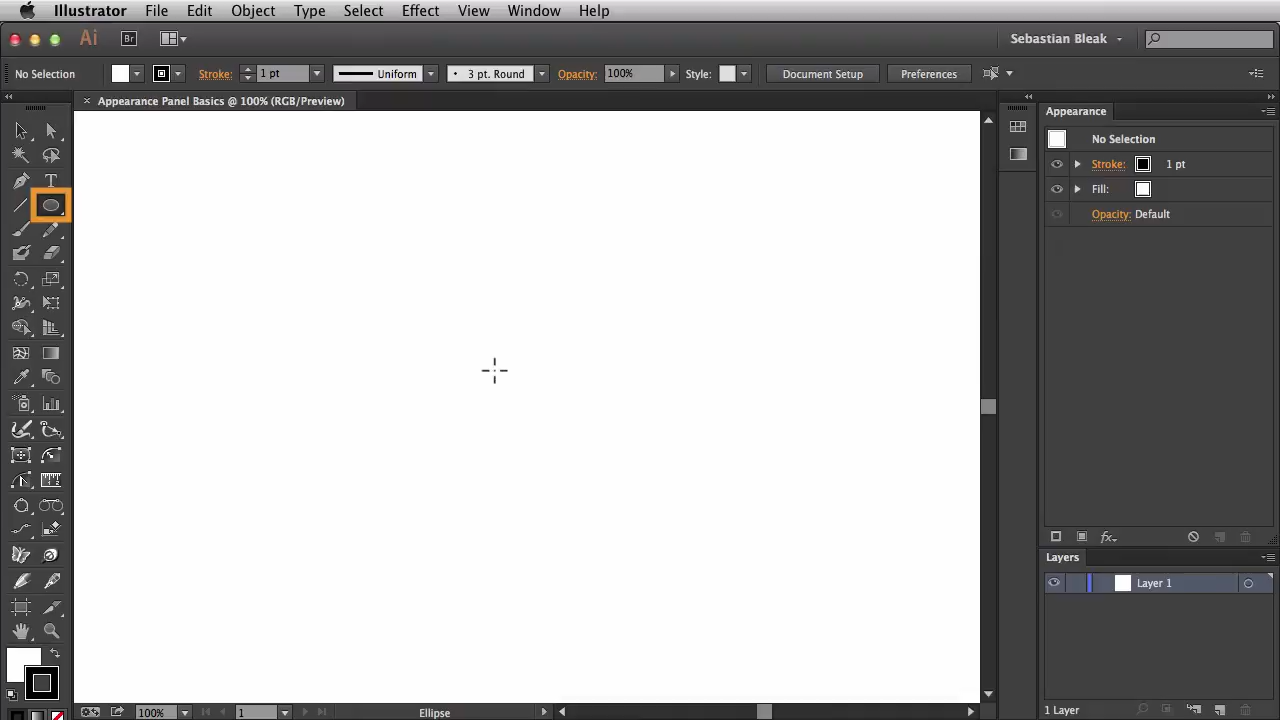 Illustrator File Edit Object Type Select Effect View Window Help
Ai Br Sebastian Bleak
No Selection Stroke: 1 pt Uniform 3 pt. Round Opacity: 100% Style: Document Setup Preferences
Appearance Panel Basics @ 100% (RGB/Preview)
Appearance
No Selection
Stroke: 1 pt
Fill:
Opacity: Default
T
fx
Layers
Layer 1
100% 1 Ellipse 1 Layer